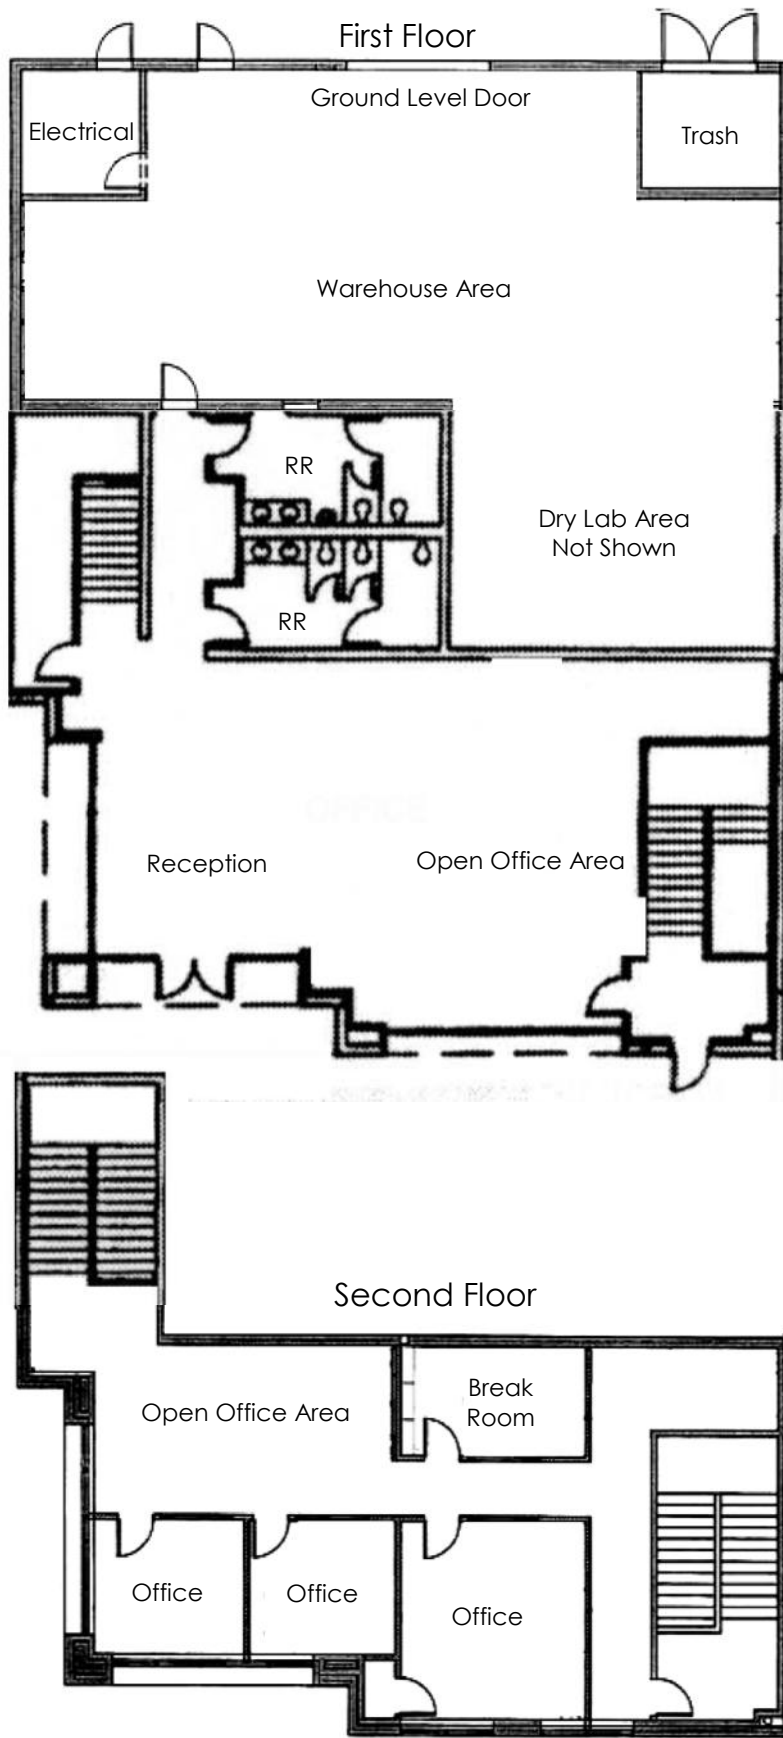 First Floor
Ground Level Door
Electrical
Trash
Warehouse Area
RR
Dry Lab Area
Not Shown
RR
Reception
Open Office Area
Second Floor
Break
Room
Open Office Area
Office
Office
Office